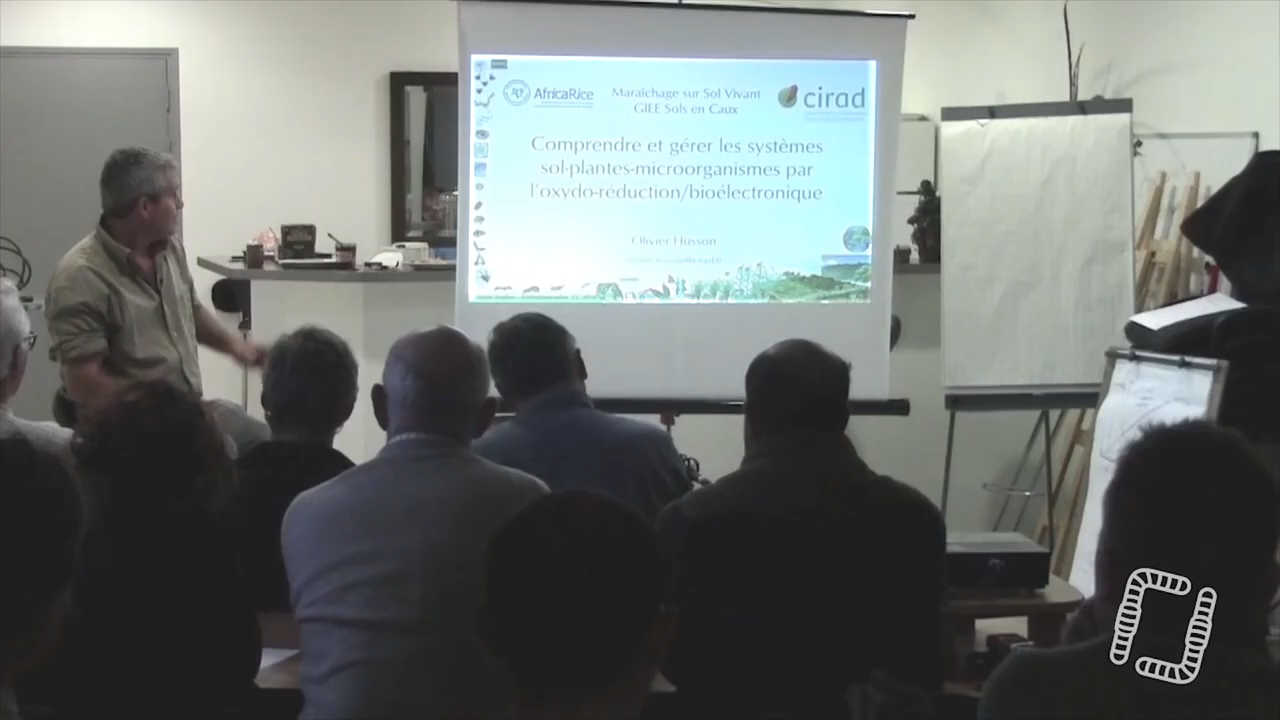 AfricaRice
Maraîchage sur Sol Vivant
GIEE Sols en Caux
cirad
Comprendre et gérer les systèmes
sol-plantes-microorganismes par
l'oxydo-réduction/bioélectronique
Olivier Husson